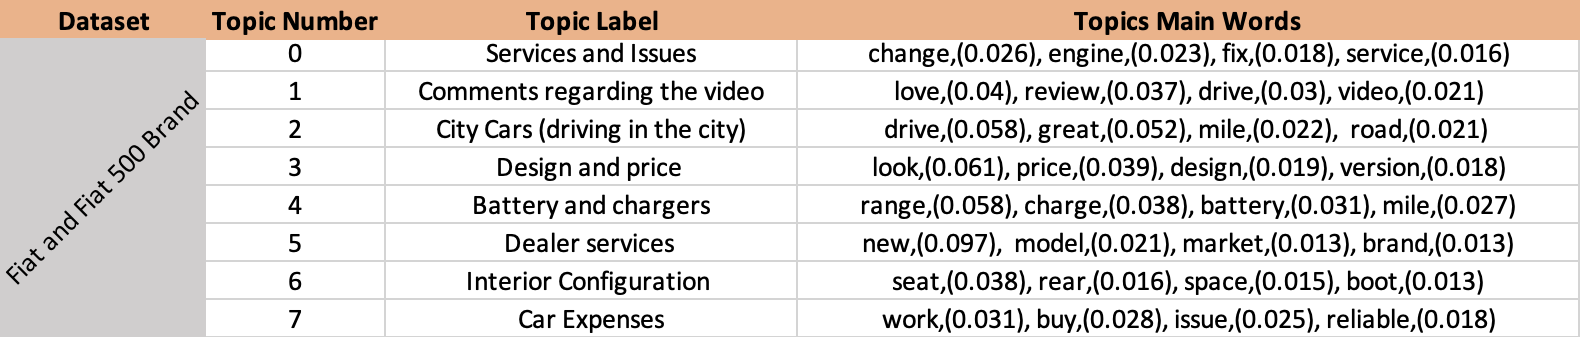 Dataset Topic Number Topic Label Topics Main Words
Fiat and Fiat 500 Brand
0 Services and Issues change,(0.026), engine,(0.023), fix,(0.018), service,(0.016)
1 Comments regarding the video love,(0.04), review,(0.037), drive,(0.03), video,(0.021)
2 City Cars (driving in the city) drive,(0.058), great,(0.052), mile,(0.022), road,(0.021)
3 Design and price look,(0.061), price,(0.039), design,(0.019), version,(0.018)
4 Battery and chargers range,(0.058), charge,(0.038), battery,(0.031), mile,(0.027)
5 Dealer services new,(0.097), model,(0.021), market,(0.013), brand,(0.013)
6 Interior Configuration seat,(0.038), rear,(0.016), space,(0.015), boot,(0.013)
7 Car Expenses work,(0.031), buy,(0.028), issue,(0.025), reliable,(0.018)